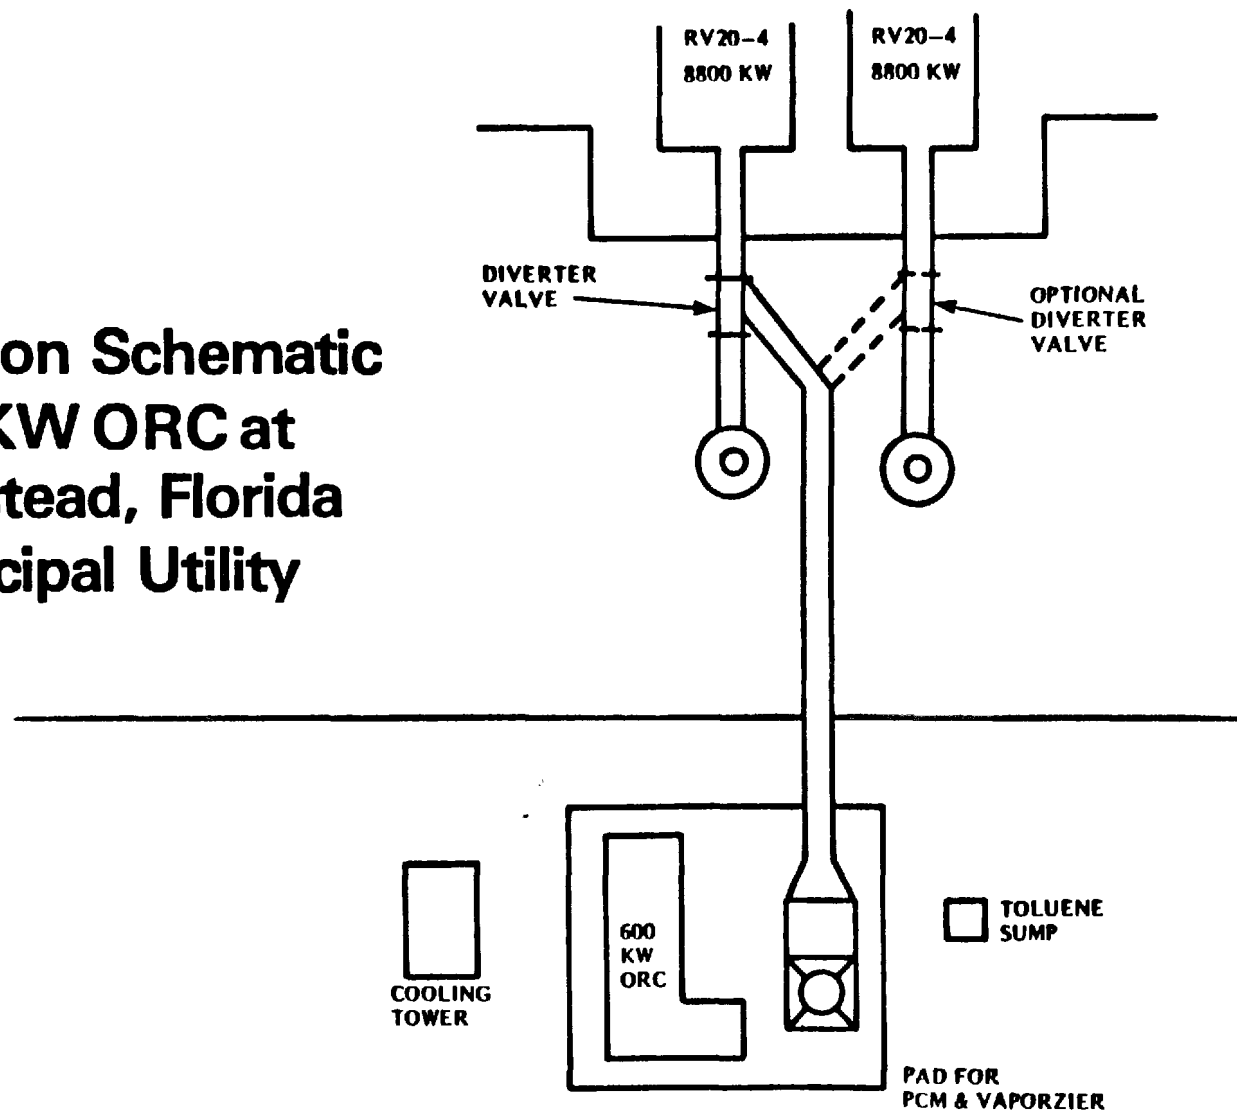 RV20-4
8800 KW
RV20-4
8800 KW
DIVERTER
VALVE
OPTIONAL
DIVERTER
VALVE
on Schematic
KW ORC at
tead, Florida
cipal Utility
600
KW
ORC
TOLUENE
SUMP
COOLING
TOWER
PAD FOR
PCM & VAPORZIER